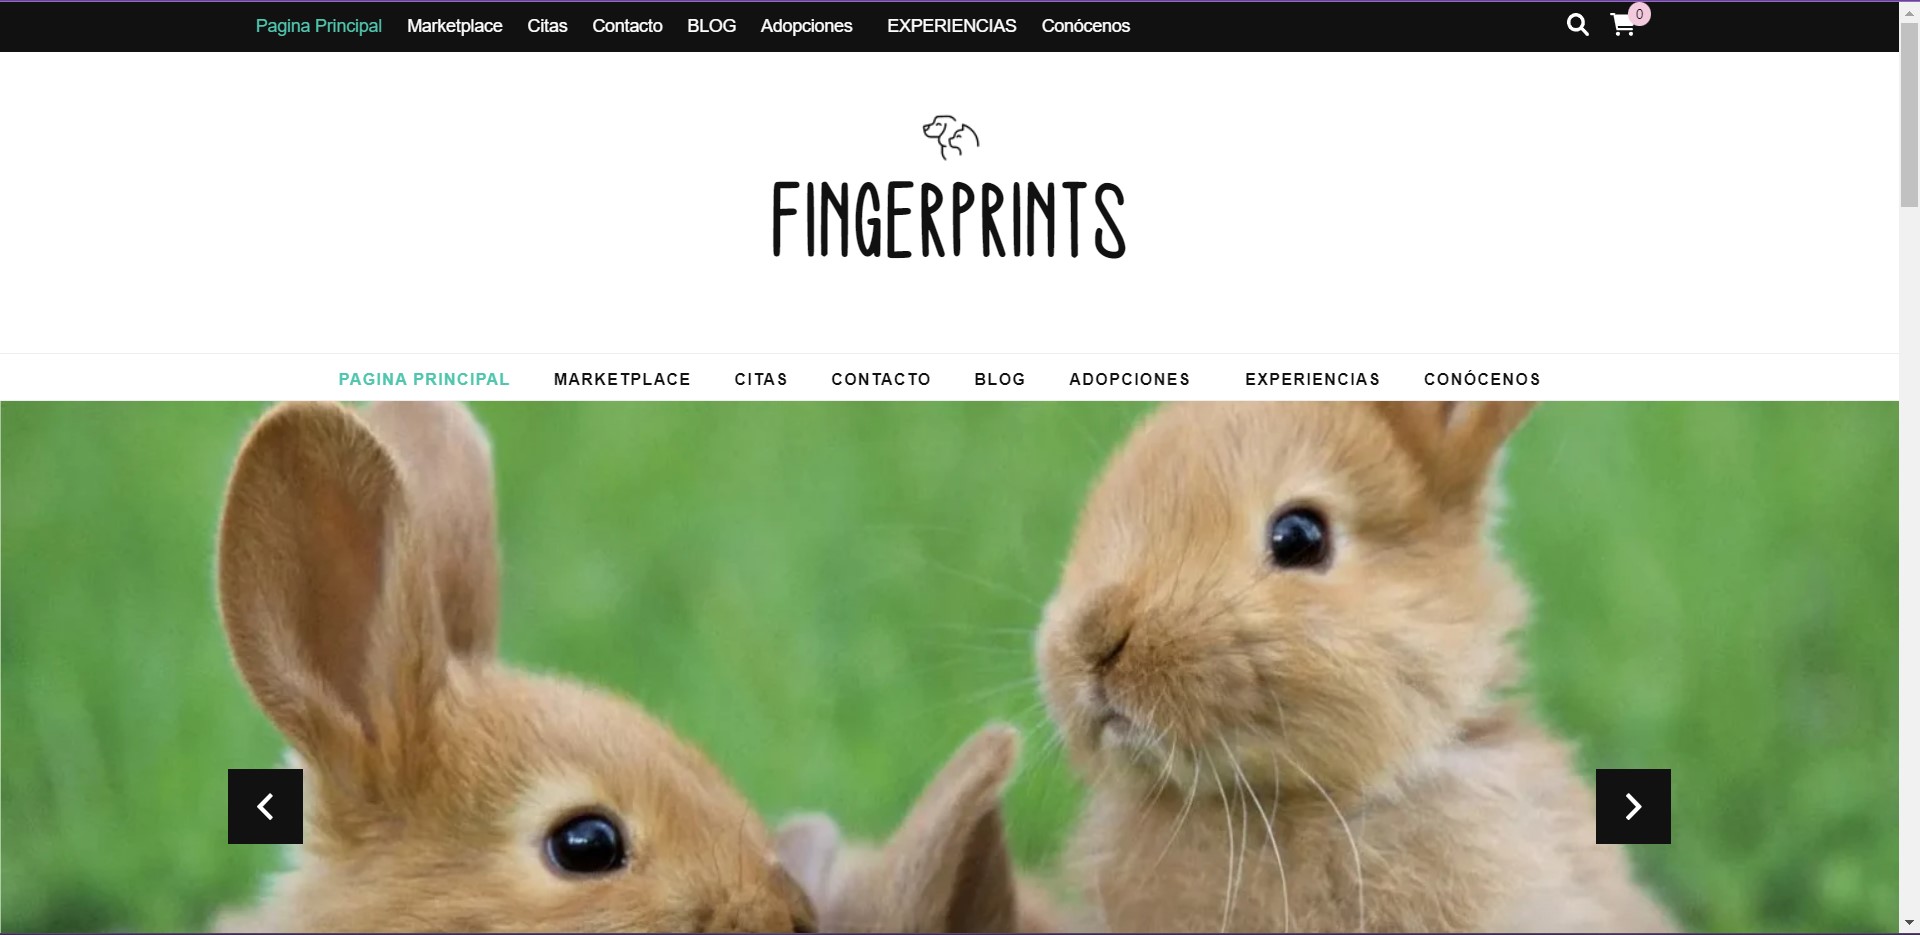 Pagina Principal Marketplace Citas Contacto BLOG Adopciones EXPERIENCIAS Conócenos 0
FINGERPRINTS
PAGINA PRINCIPAL MARKETPLACE CITAS CONTACTO BLOG ADOPCIONES EXPERIENCIAS CONÓCENOS